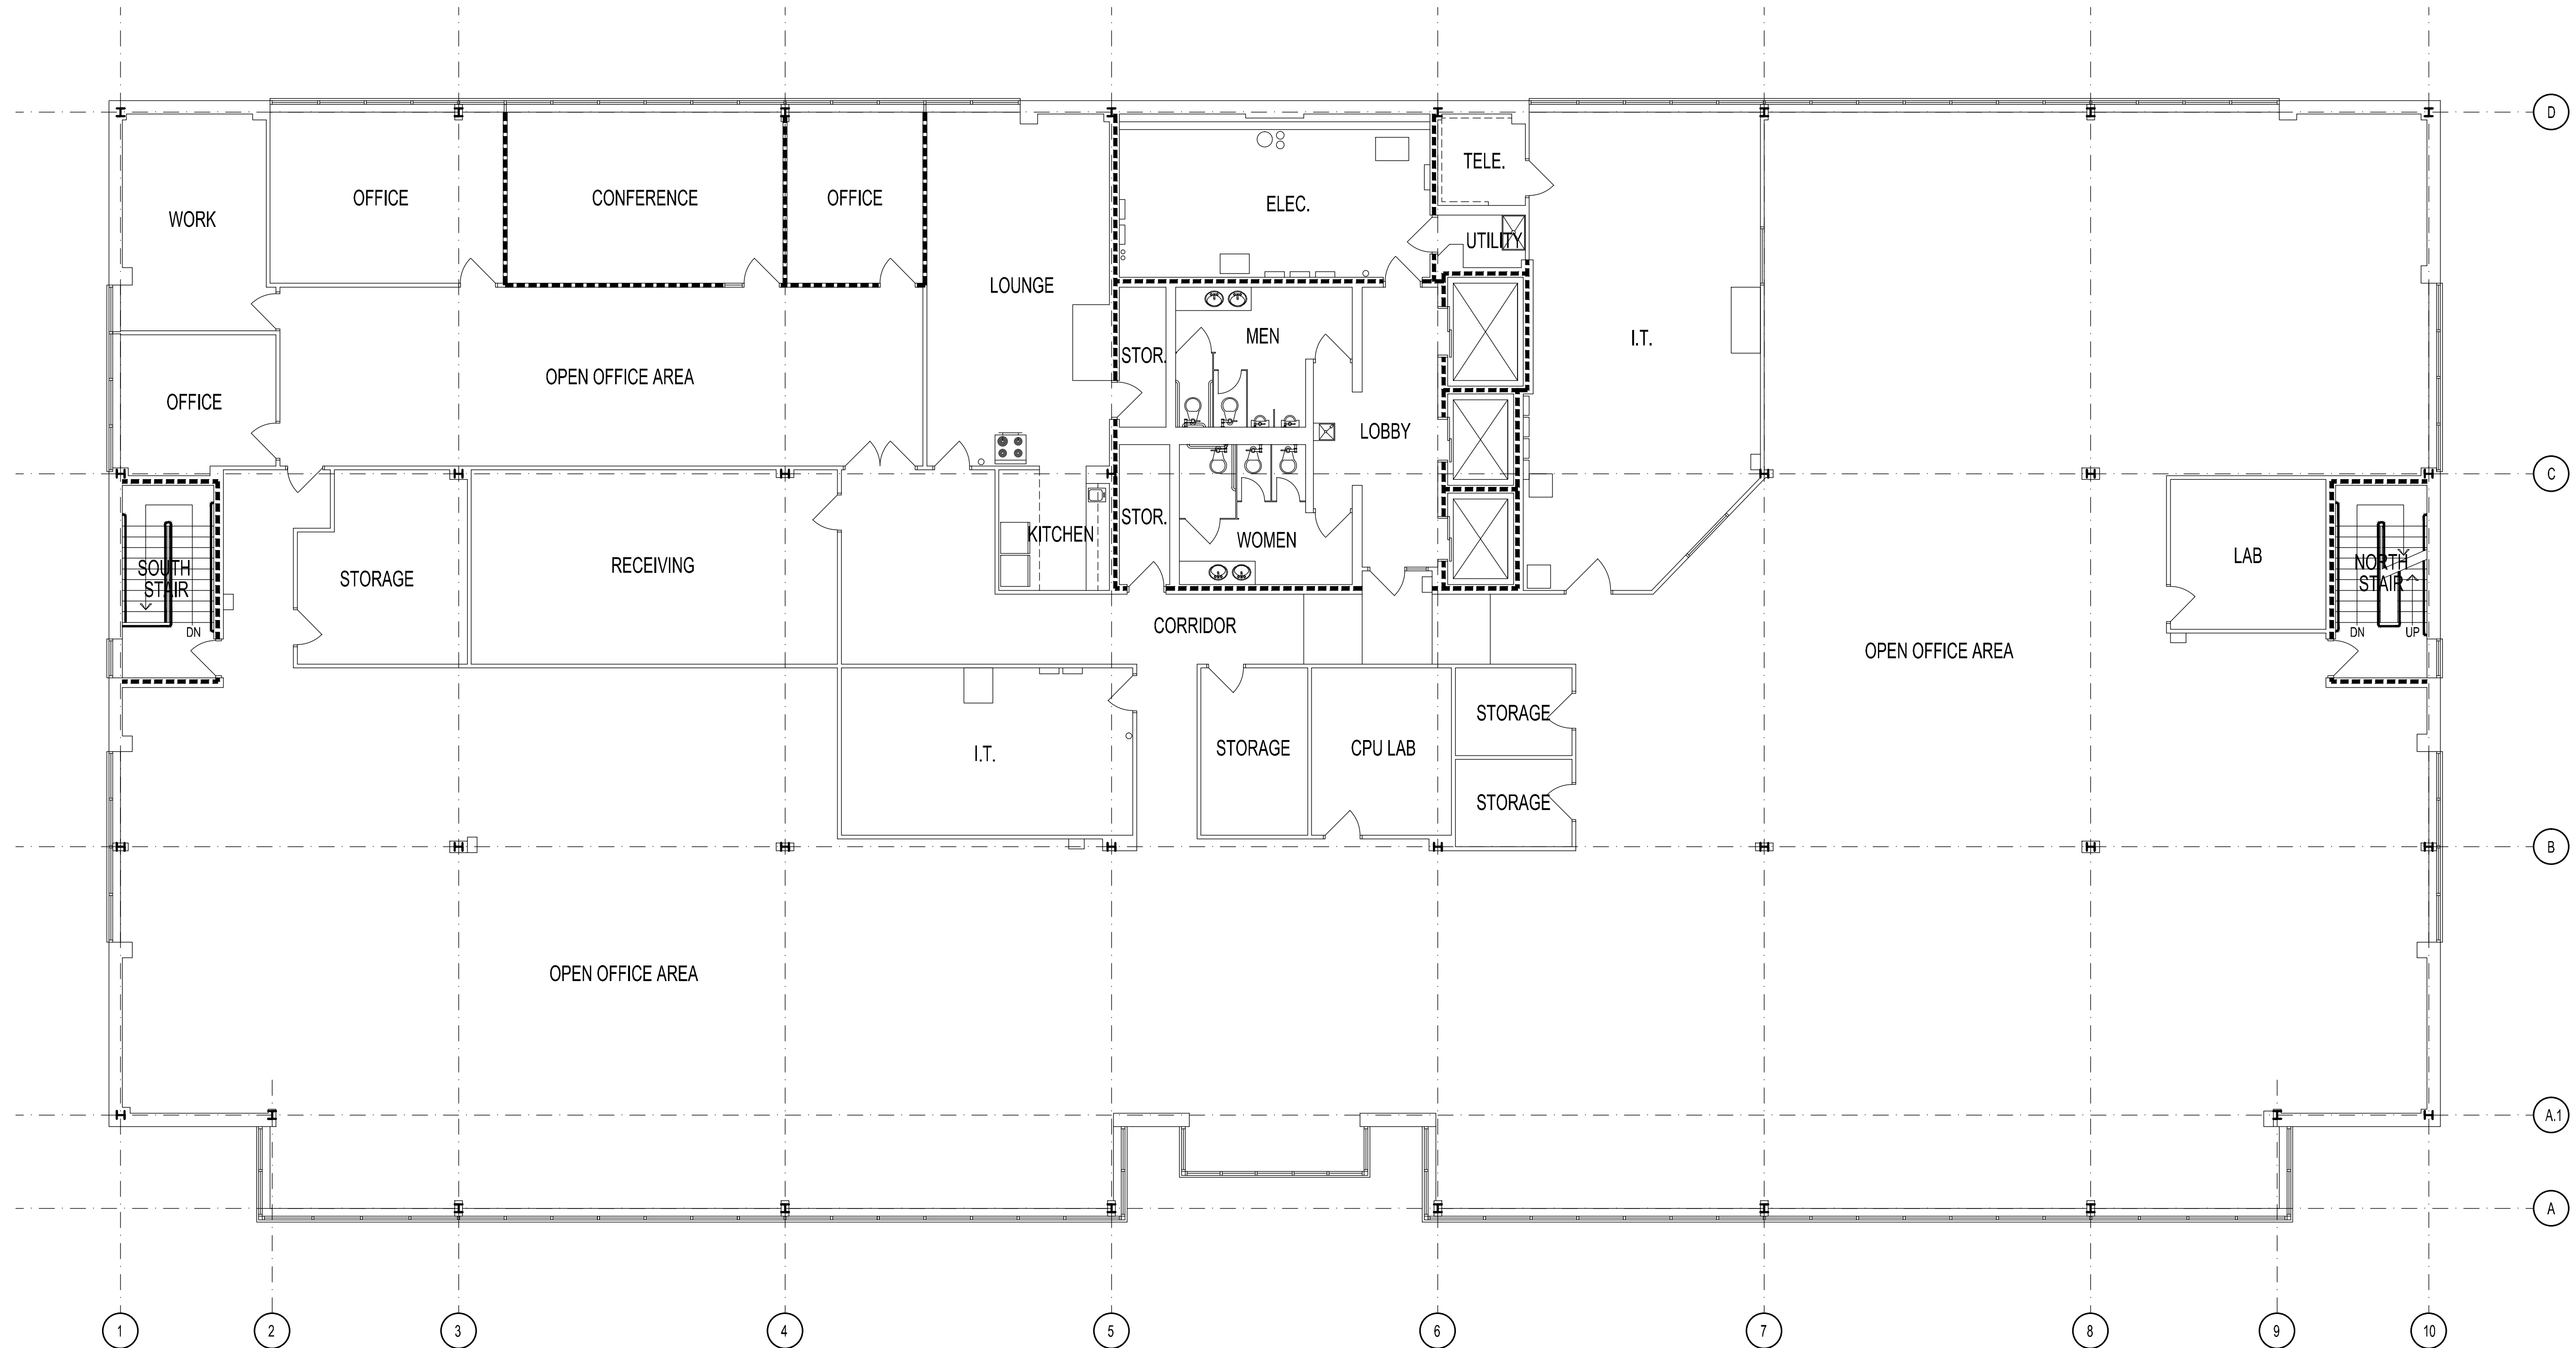 D
TELE.
WORK
OFFICE
CONFERENCE
OFFICE
ELEC.
UTILITY
LOUNGE
MEN
I.T.
STOR.
OPEN OFFICE AREA
OFFICE
LOBBY
C
STOR.
KITCHEN
WOMEN
RECEIVING
STORAGE
SOUTH
STAIR
DN
LAB
NORTH
STAIR
DN
UP
CORRIDOR
OPEN OFFICE AREA
STORAGE
I.T.
STORAGE
CPU LAB
STORAGE
B
OPEN OFFICE AREA
A.1
A
1
2
3
4
5
6
7
8
9
10